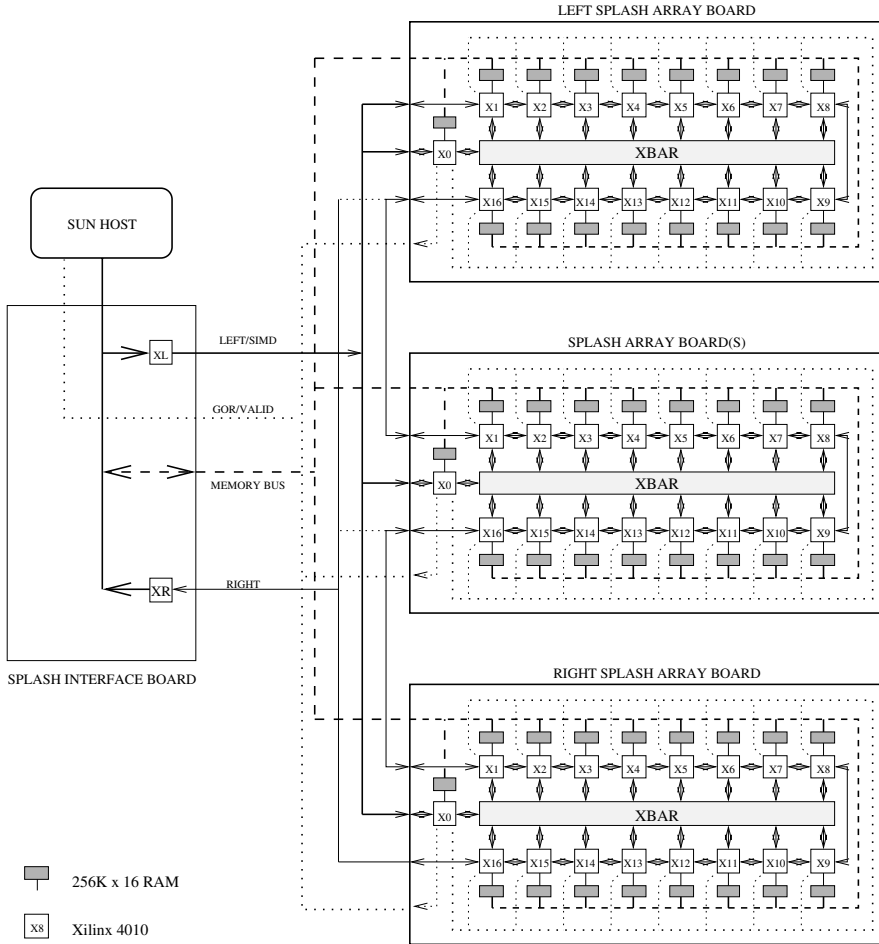 LEFT SPLASH ARRAY BOARD
X1 X2 X3 X4 X5 X6 X7 X8
X0 XBAR
X16 X15 X14 X13 X12 X11 X10 X9
SUN HOST
XL LEFT/SIMD
GOR/VALID
MEMORY BUS
XR RIGHT
SPLASH INTERFACE BOARD
SPLASH ARRAY BOARD(S)
X1 X2 X3 X4 X5 X6 X7 X8
X0 XBAR
X16 X15 X14 X13 X12 X11 X10 X9
RIGHT SPLASH ARRAY BOARD
X1 X2 X3 X4 X5 X6 X7 X8
X0 XBAR
X16 X15 X14 X13 X12 X11 X10 X9
256K x 16 RAM
X8 Xilinx 4010